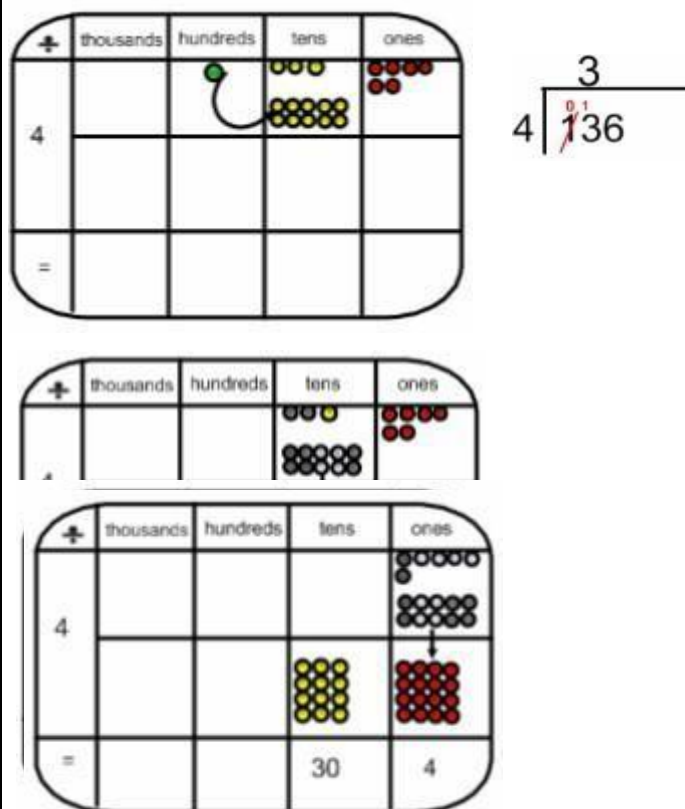 ÷ thousands hundreds tens ones
4
=
3
0 1
4 136
÷ thousands hundreds tens ones
÷ thousands hundreds tens ones
4
= 30 4